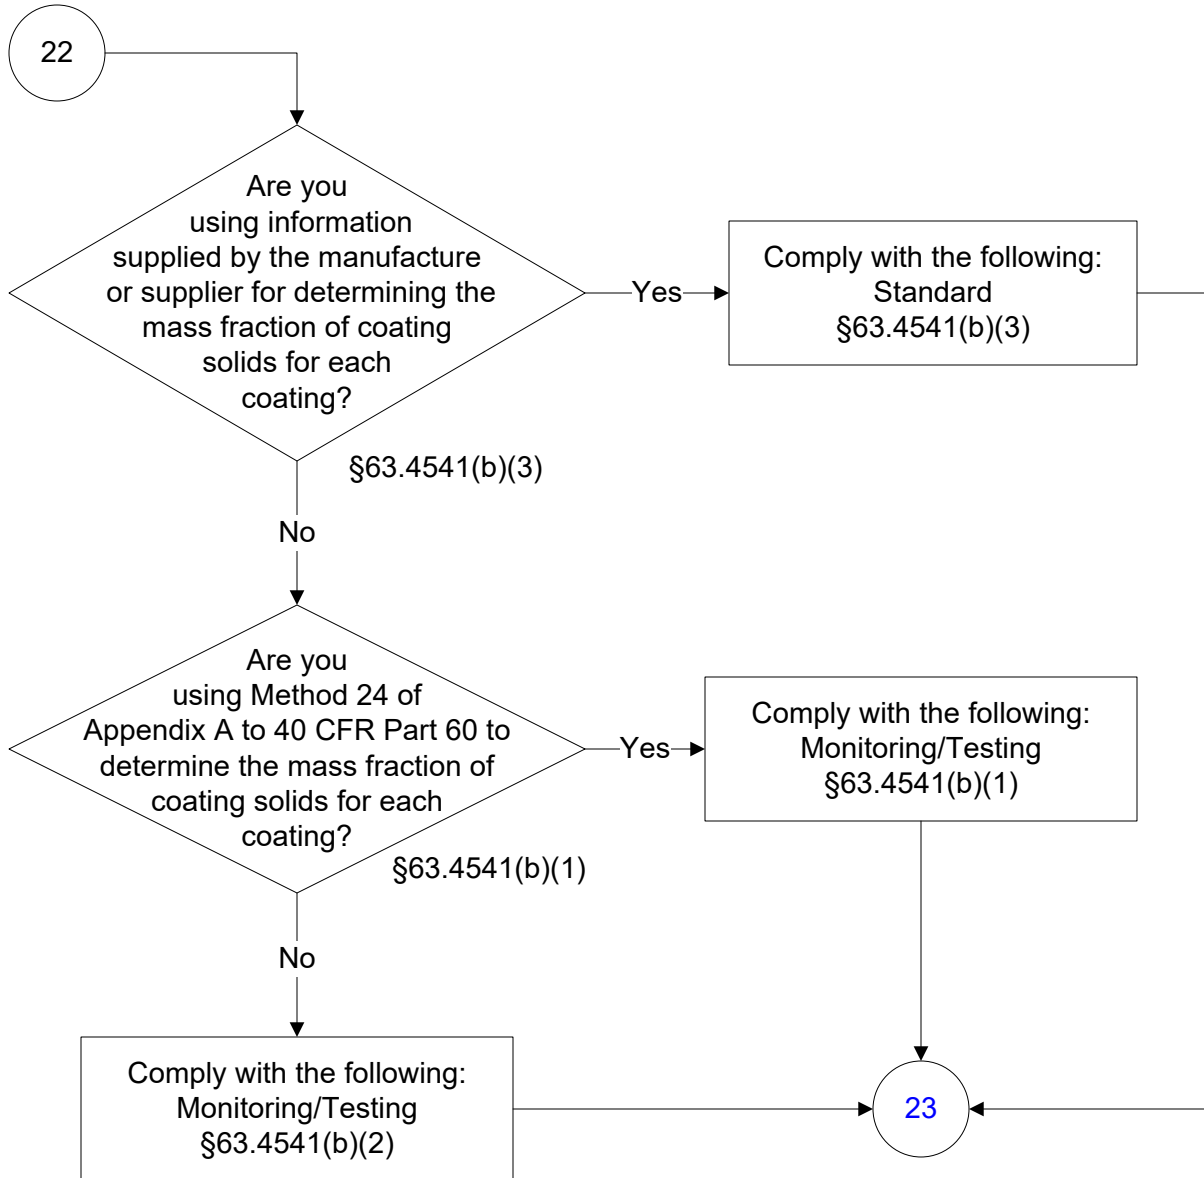 22
Are you
using information
supplied by the manufacture
or supplier for determining the
mass fraction of coating
solids for each
coating?
Yes
Comply with the following:
Standard
§63.4541(b)(3)
§63.4541(b)(3)
No
Are you
using Method 24 of
Appendix A to 40 CFR Part 60 to
determine the mass fraction of
coating solids for each
coating?
Yes
Comply with the following:
Monitoring/Testing
§63.4541(b)(1)
§63.4541(b)(1)
No
Comply with the following:
Monitoring/Testing
§63.4541(b)(2)
23